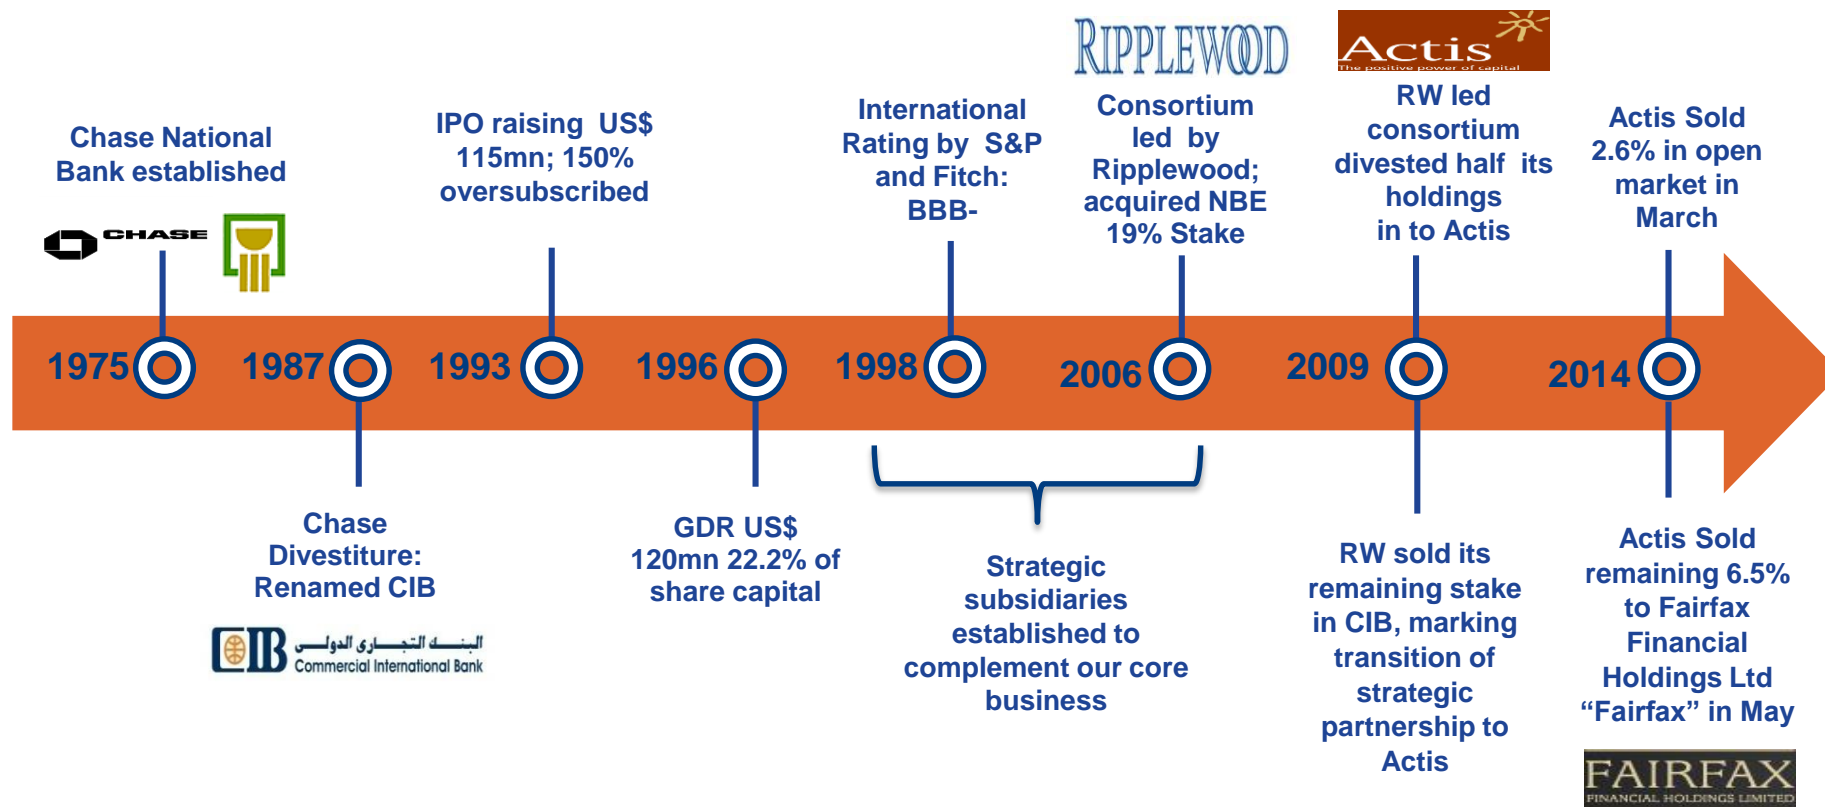 RIPPLEWOOD
Actis
The positive power of capital
Chase National
Bank established
CHASE
IPO raising US$
115mn; 150%
oversubscribed
International
Rating by S&P
and Fitch:
BBB-
Consortium
led by
Ripplewood;
acquired NBE
19% Stake
RW led
consortium
divested half its
holdings
in to Actis
Actis Sold
2.6% in open
market in
March
1975
1987
1993
1996
1998
2006
2009
2014
Chase
Divestiture:
Renamed CIB
CIB
البنك التجارى الدولى
Commercial International Bank
GDR US$
120mn 22.2% of
share capital
Strategic
subsidiaries
established to
complement our core
business
RW sold its
remaining stake
in CIB, marking
transition of
strategic
partnership to
Actis
Actis Sold
remaining 6.5%
to Fairfax
Financial
Holdings Ltd
“Fairfax” in May
FAIRFAX
FINANCIAL HOLDINGS LIMITED